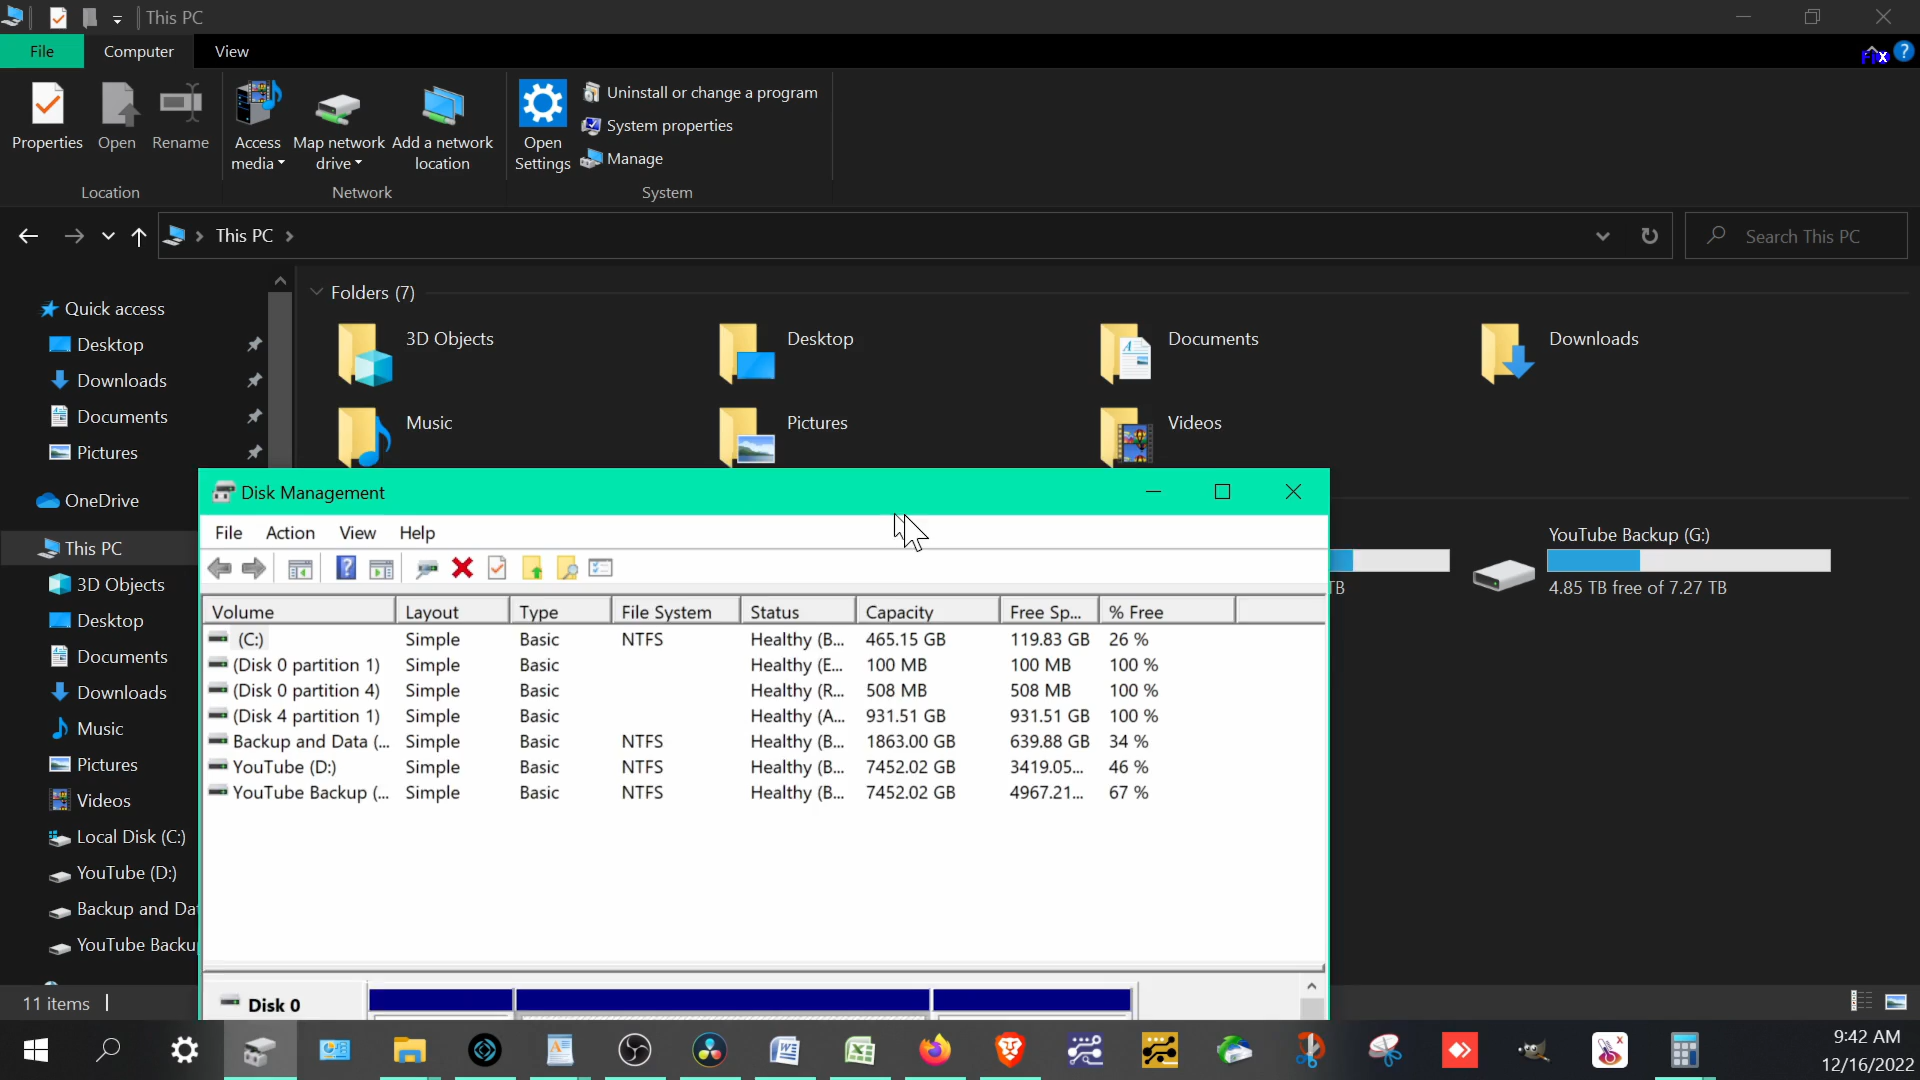 This PC
File Computer View
Fix
Properties Open Rename Access media Map network drive Add a network location Open Settings
Uninstall or change a program
System properties
Manage
Location Network System
This PC
Search This PC
Quick access
Desktop
Downloads
Documents
Pictures
OneDrive
This PC
3D Objects
Desktop
Documents
Downloads
Music
Pictures
Videos
Local Disk (C:)
YouTube (D:)
Backup and Dat
YouTube Backu
11 items
Folders (7)
3D Objects Desktop Documents Downloads
Music Pictures Videos
TB
YouTube Backup (G:)
4.85 TB free of 7.27 TB
Disk Management
File Action View Help
Volume Layout Type File System Status Capacity Free Sp... % Free
(C:) Simple Basic NTFS Healthy (B... 465.15 GB 119.83 GB 26 %
(Disk 0 partition 1) Simple Basic Healthy (E... 100 MB 100 MB 100 %
(Disk 0 partition 4) Simple Basic Healthy (R... 508 MB 508 MB 100 %
(Disk 4 partition 1) Simple Basic Healthy (A... 931.51 GB 931.51 GB 100 %
Backup and Data (... Simple Basic NTFS Healthy (B... 1863.00 GB 639.88 GB 34 %
YouTube (D:) Simple Basic NTFS Healthy (B... 7452.02 GB 3419.05... 46 %
YouTube Backup (... Simple Basic NTFS Healthy (B... 7452.02 GB 4967.21... 67 %
Disk 0
9:42 AM
12/16/2022